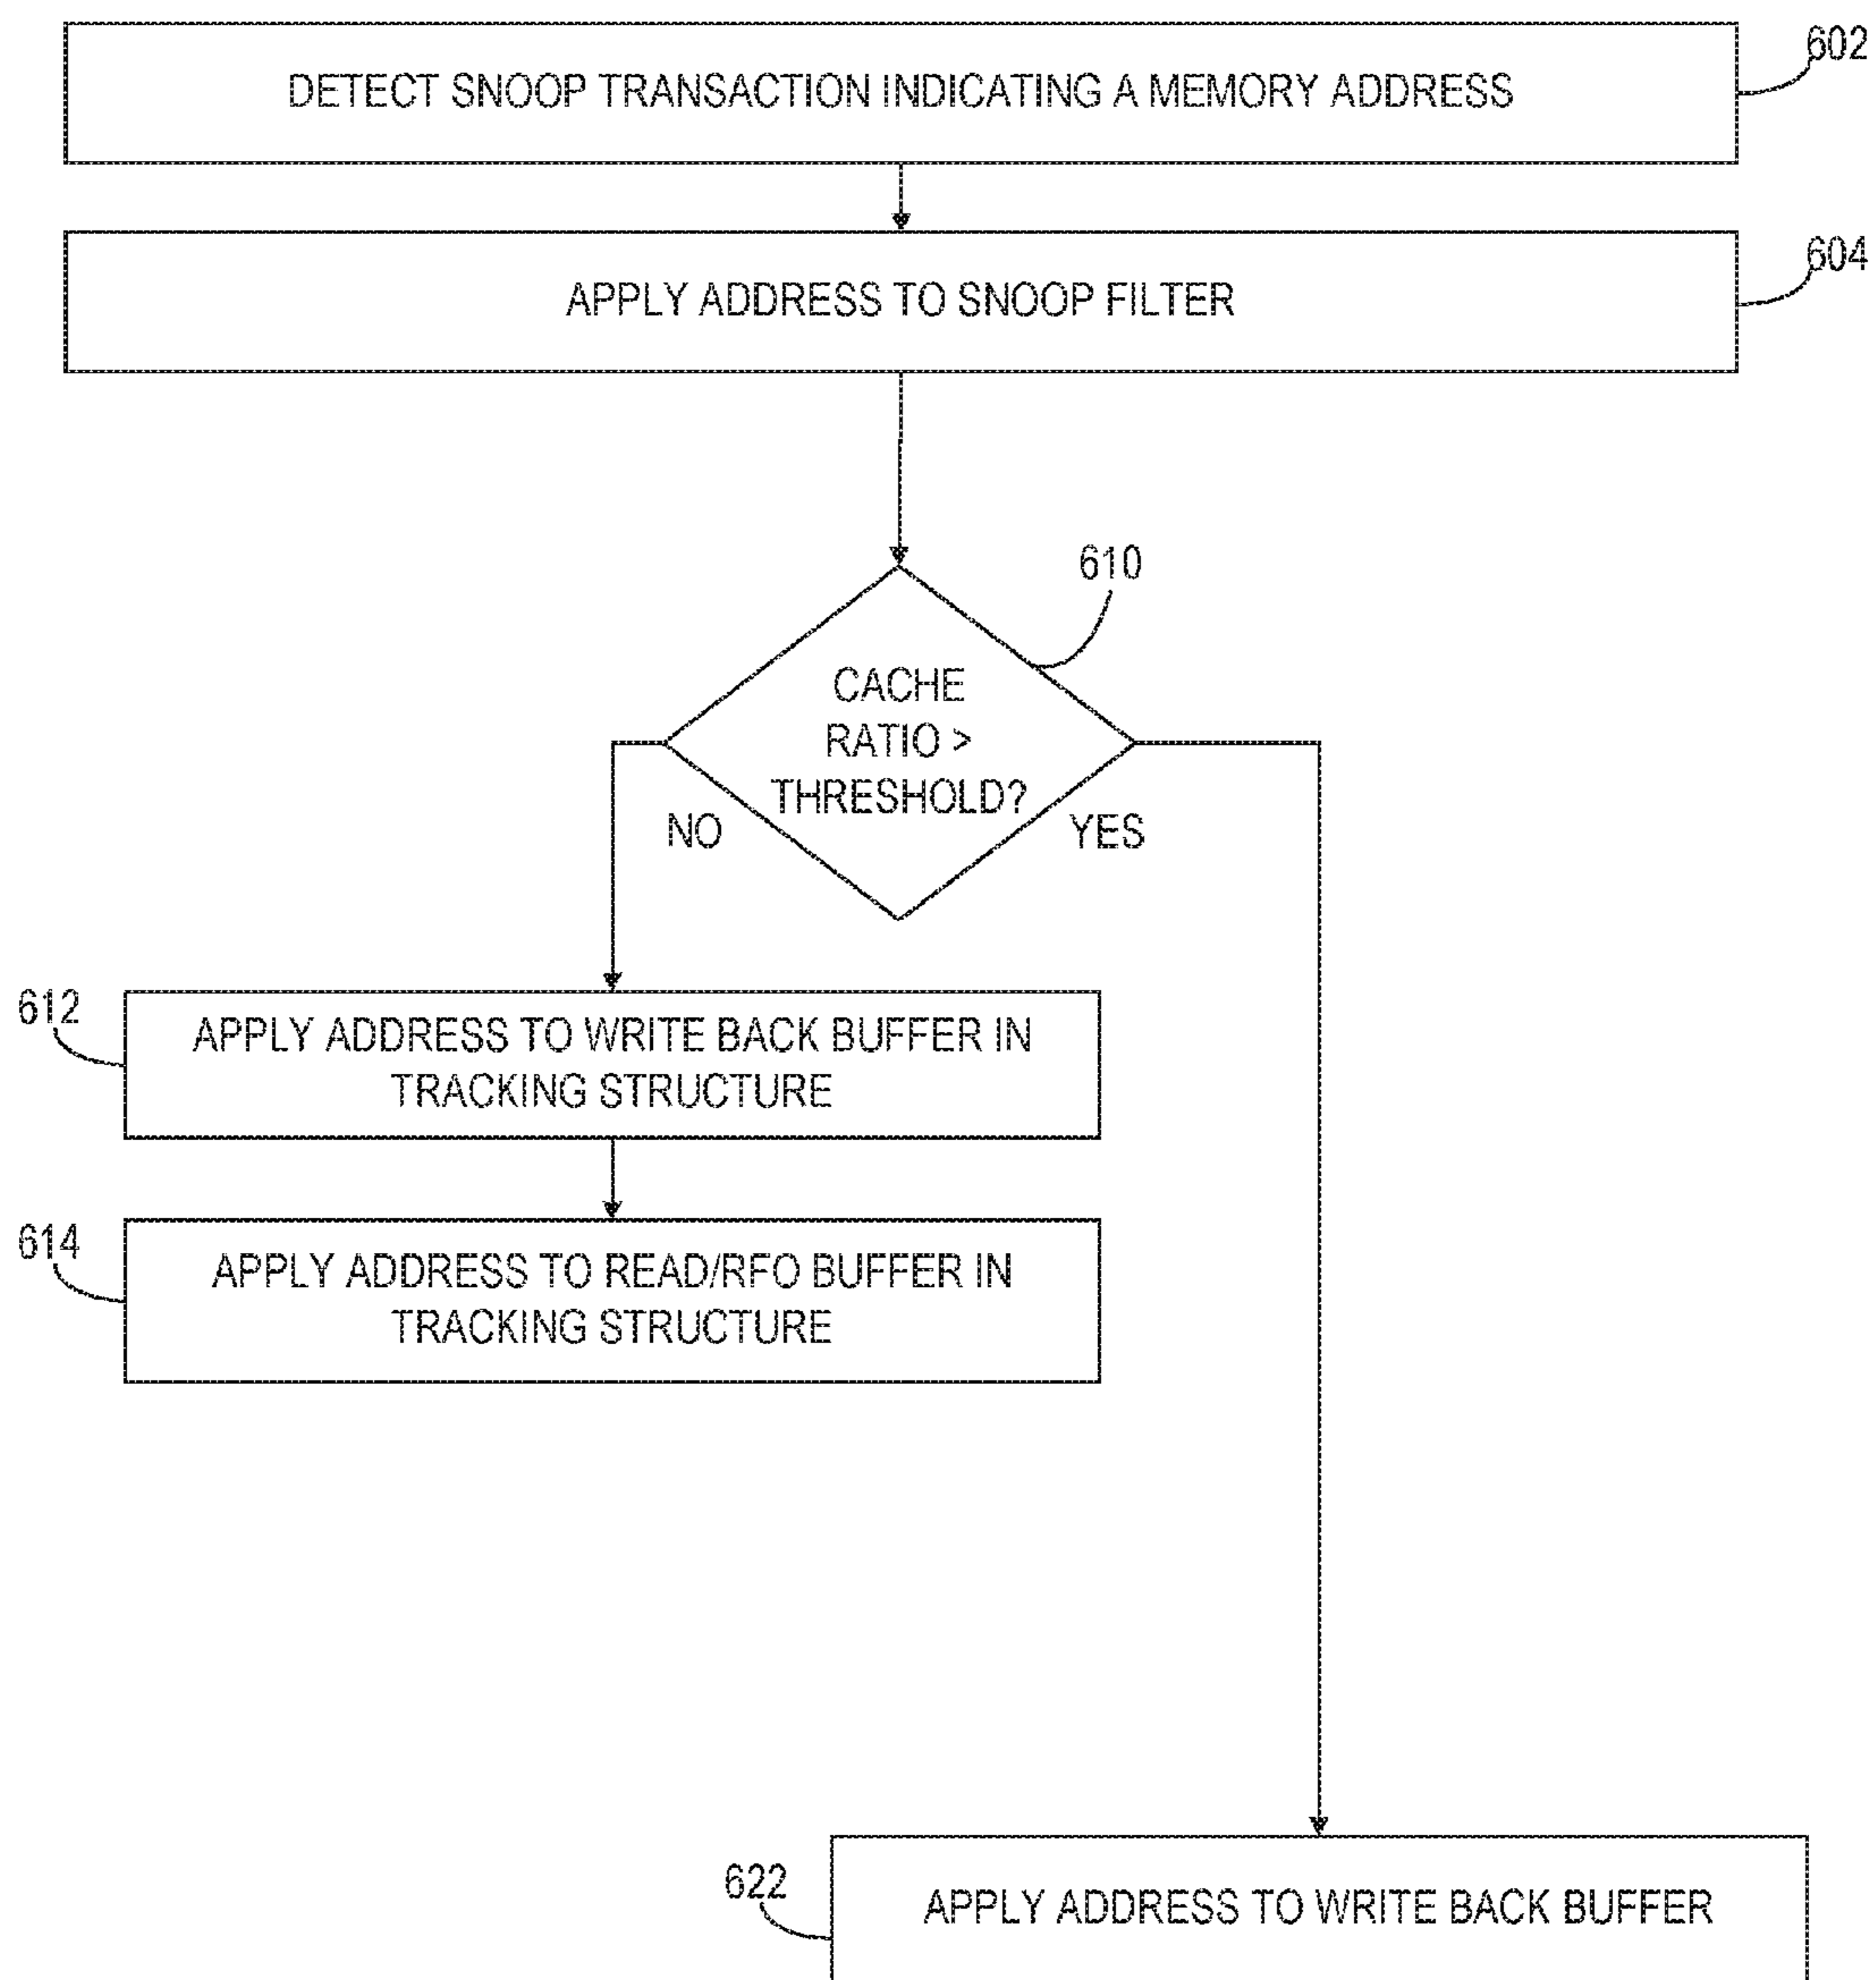 602
DETECT SNOOP TRANSACTION INDICATING A MEMORY ADDRESS
604
APPLY ADDRESS TO SNOOP FILTER
610
CACHE
RATIO >
THRESHOLD?
NO
YES
612
APPLY ADDRESS TO WRITE BACK BUFFER IN
TRACKING STRUCTURE
614
APPLY ADDRESS TO READ/RFO BUFFER IN
TRACKING STRUCTURE
622
APPLY ADDRESS TO WRITE BACK BUFFER